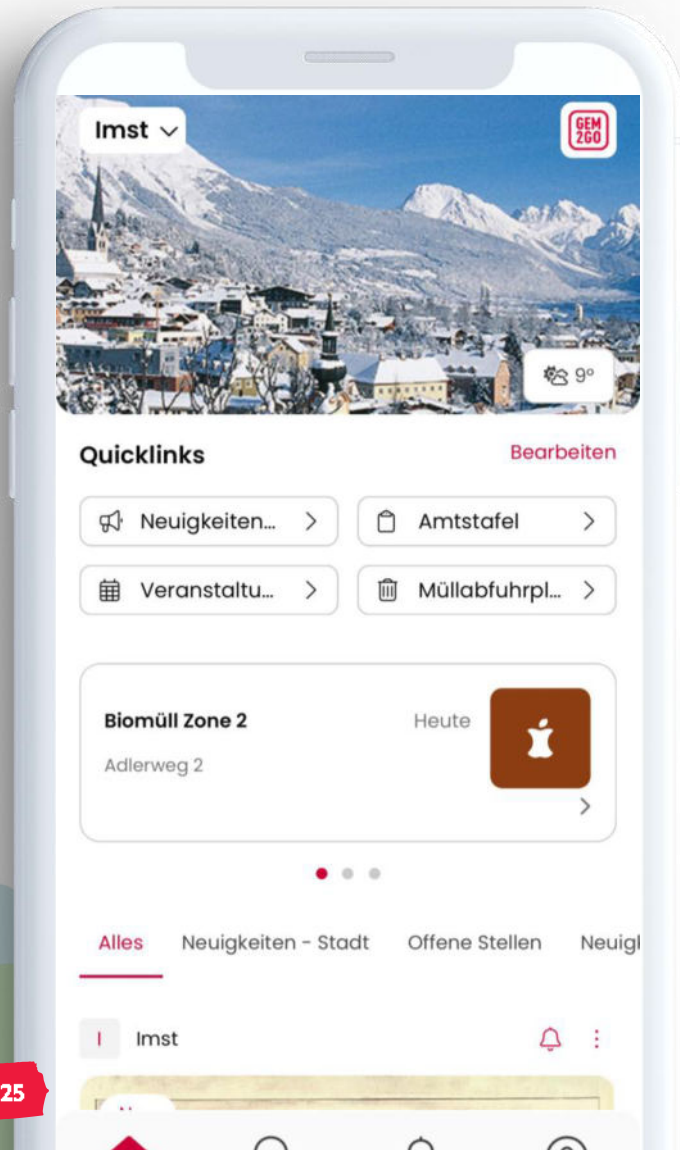 Imst
GEM
2GO
9°
Quicklinks
Bearbeiten
Neuigkeiten...
Amtstafel
Veranstaltu...
Müllabfuhrpl...
Biomüll Zone 2
Heute
Adlerweg 2
Alles
Neuigkeiten - Stadt
Offene Stellen
Neuigk
I
Imst
25